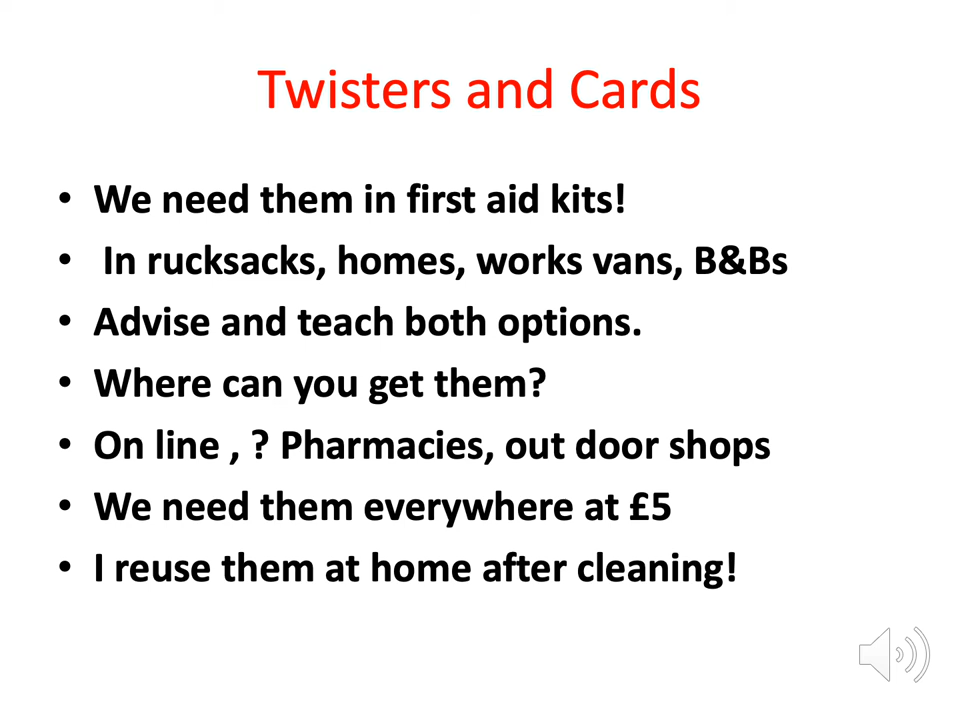 Twisters and Cards
• We need them in first aid kits!
• In rucksacks, homes, works vans, B&Bs
• Advise and teach both options.
• Where can you get them?
• On line , ? Pharmacies, out door shops
• We need them everywhere at £5
• I reuse them at home after cleaning!